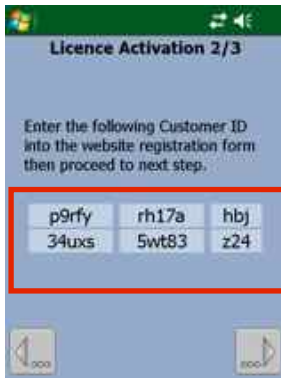 Licence Activation 2/3
Enter the following Customer ID
into the website registration form
then proceed to next step.
p9rfy rh17a hbj
34uxs 5wt83 z24